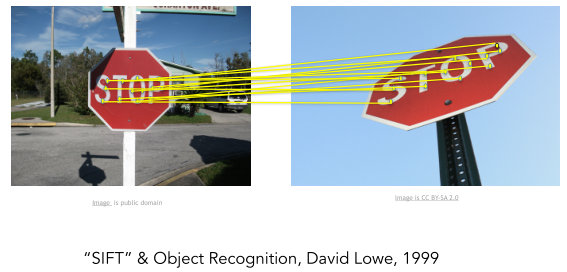 STOP
STOP
Image is public domain
Image is CC BY-SA 2.0
“SIFT” & Object Recognition, David Lowe, 1999